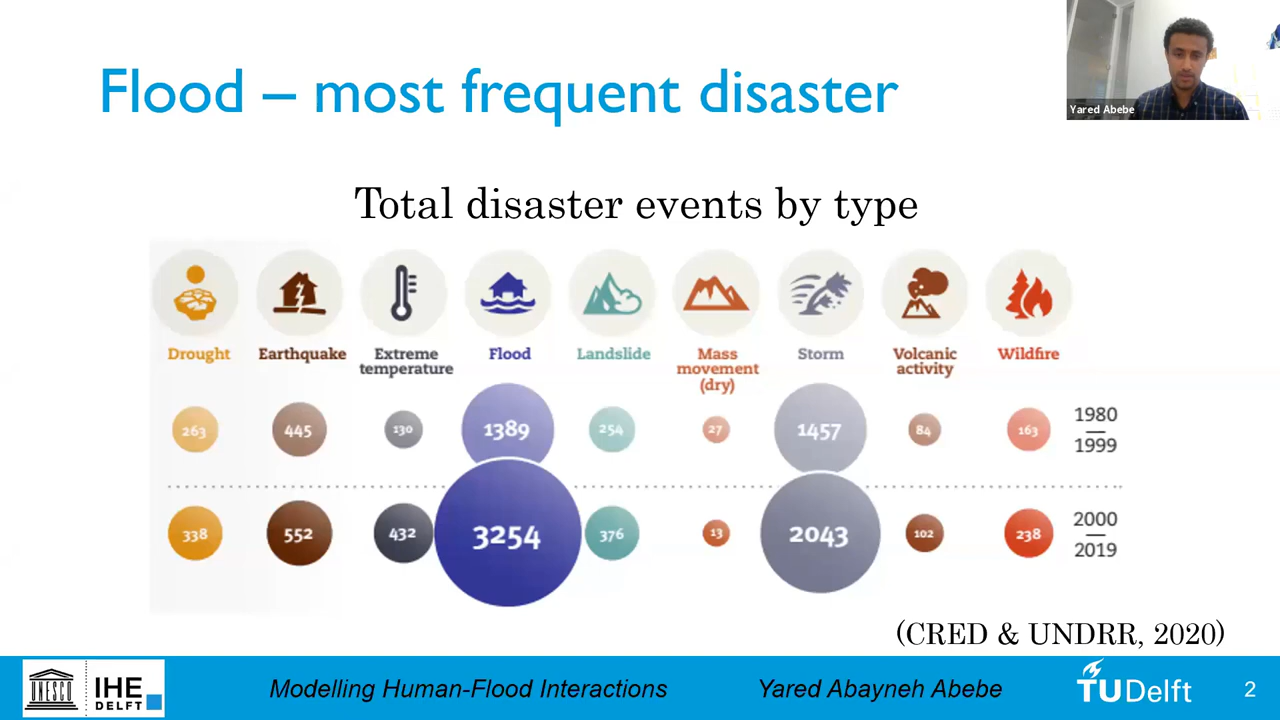 Yared Abebe
Flood – most frequent disaster
Total disaster events by type
Drought
Earthquake
Extreme
temperature
Flood
Landslide
Mass
movement
(dry)
Storm
Volcanic
activity
Wildfire
263 445 130 1389 254 27 1457 84 163
1980
1999
338 552 432 3254 376 13 2043 102 238
2000
2019
(CRED & UNDRR, 2020)
UNESCO
IHE
DELFT
Modelling Human-Flood Interactions
Yared Abayneh Abebe
TUDelft
2